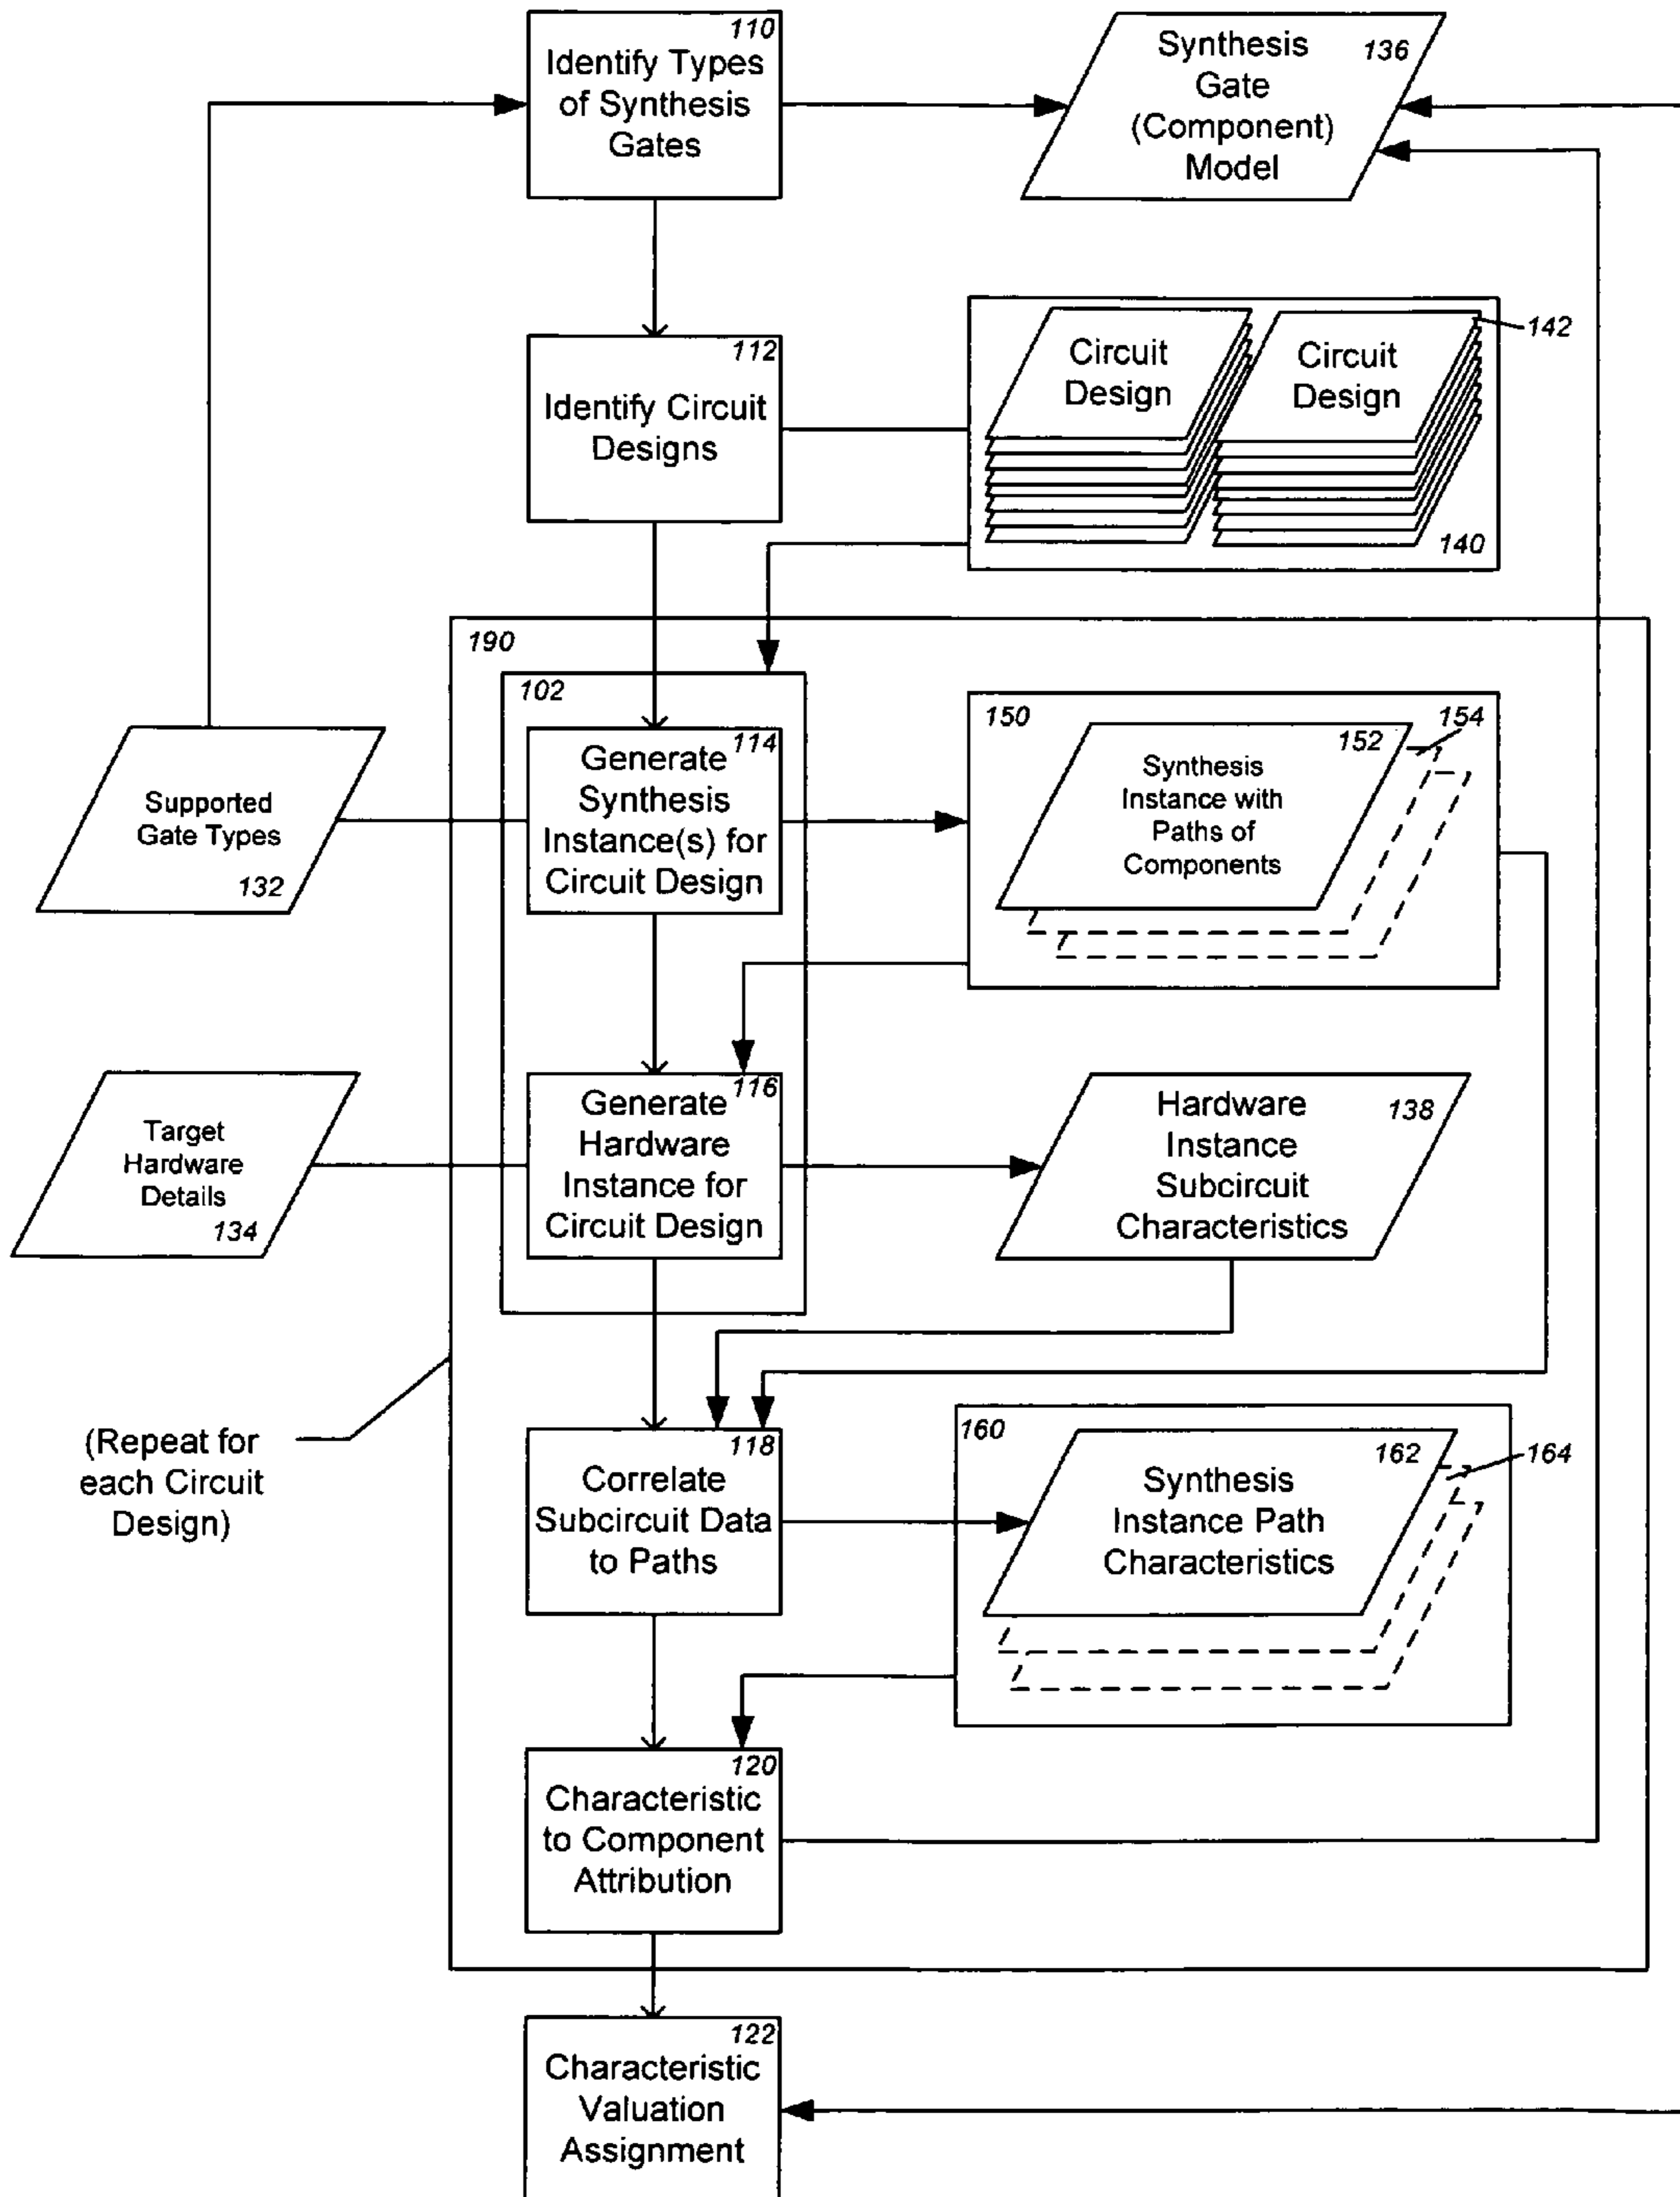 110
Identify Types
of Synthesis
Gates
Synthesis
Gate
(Component)
Model
136
112
Identify Circuit
Designs
Circuit
Design
Circuit
Design
142
140
190
102
Supported
Gate Types
132
114
Generate
Synthesis
Instance(s) for
Circuit Design
150
152
154
Synthesis
Instance with
Paths of
Components
Target
Hardware
Details
134
116
Generate
Hardware
Instance for
Circuit Design
Hardware
Instance
Subcircuit
Characteristics
138
(Repeat for
each Circuit
Design)
118
Correlate
Subcircuit Data
to Paths
160
162
164
Synthesis
Instance Path
Characteristics
120
Characteristic
to Component
Attribution
122
Characteristic
Valuation
Assignment